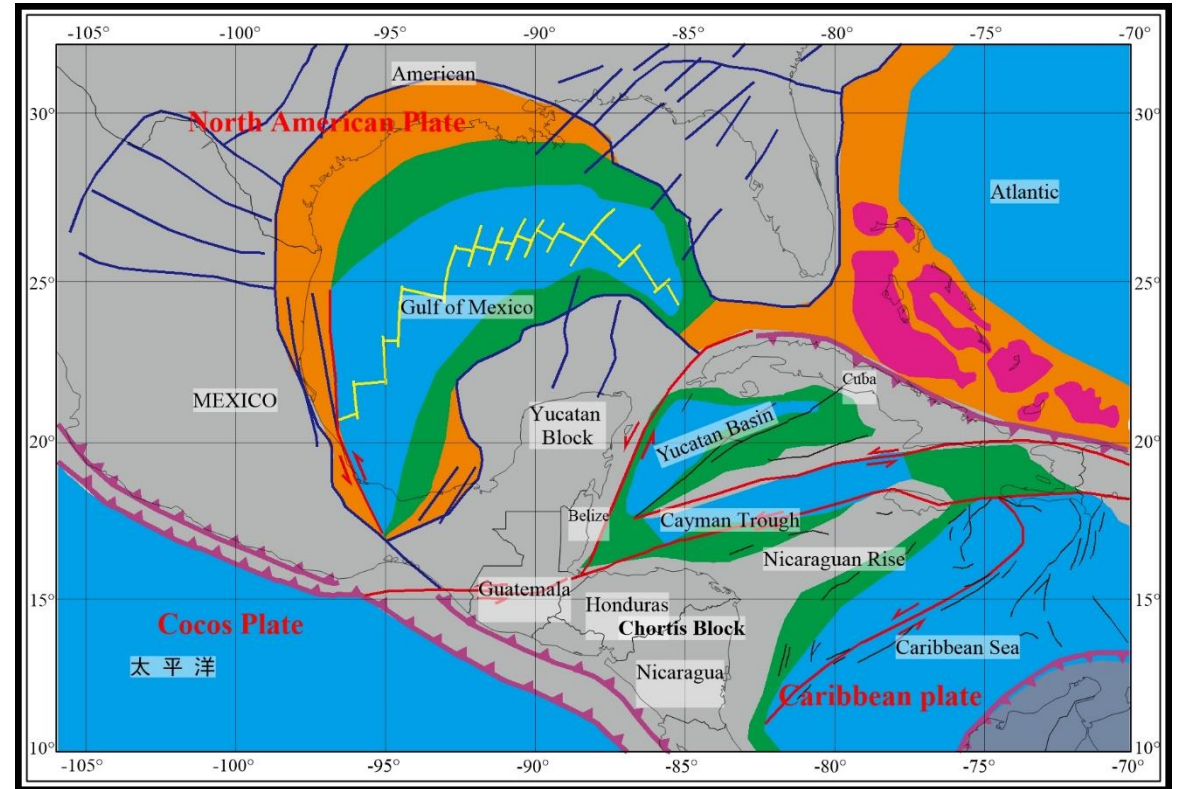 -105° -100° -95° -90° -85° -80° -75° -70°
American
30° North American Plate 30°
Atlantic
25° 25°
Gulf of Mexico
Cuba
MEXICO
Yucatan
Block
Yucatan Basin
20° 20°
Belize
Cayman Trough
Nicaraguan Rise
Guatemala
15° 15°
Honduras
Cocos Plate
Chortis Block
Caribbean Sea
太平洋
Nicaragua
Caribbean plate
10° 10°
-105° -100° -95° -90° -85° -80° -75° -70°